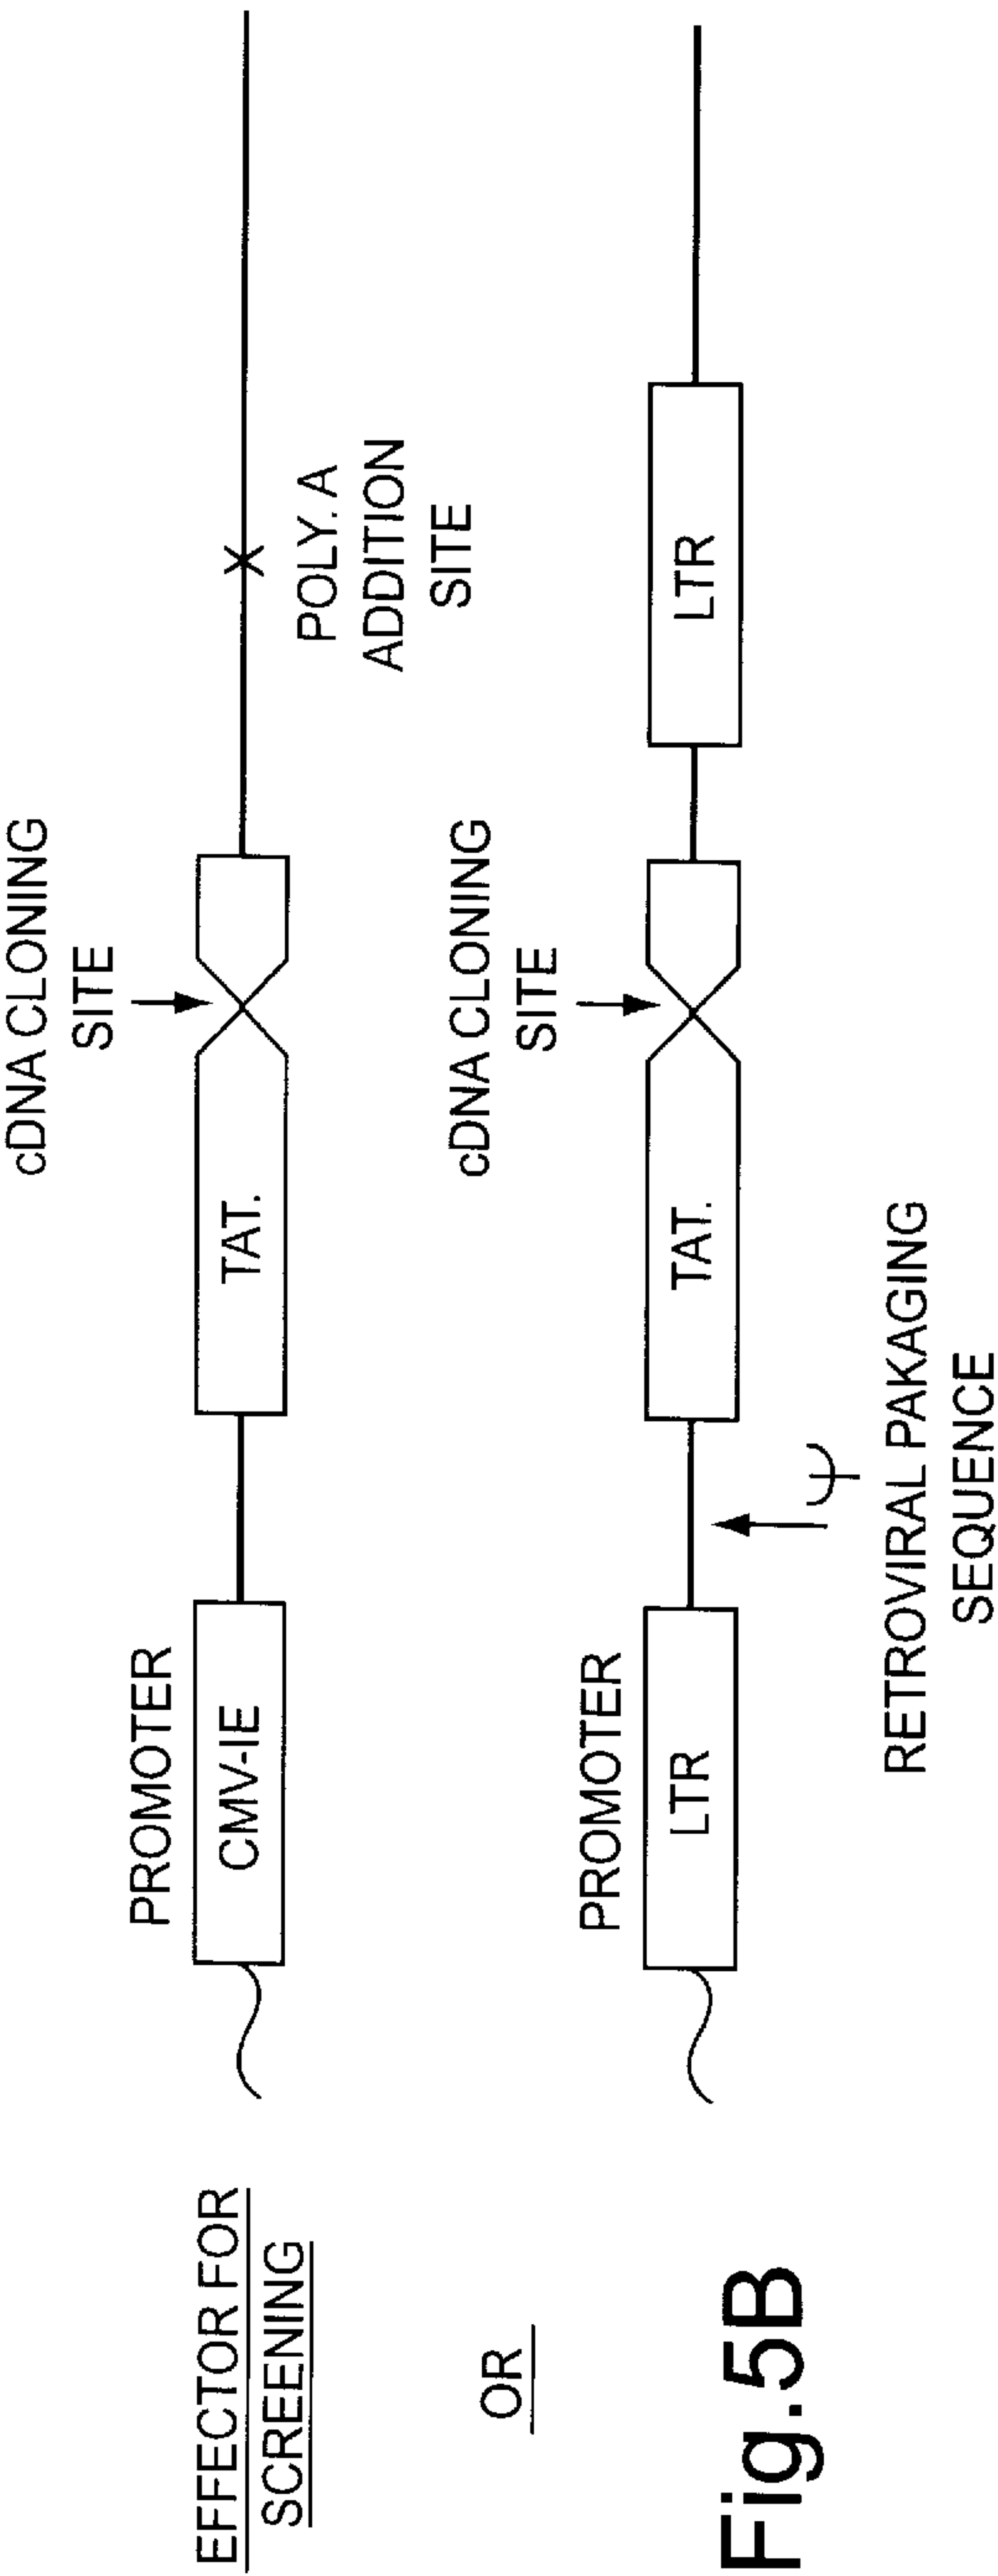 EFFECTOR FOR
SCREENING
PROMOTER
CMV-IE
TAT.
cDNA CLONING
SITE
POLY. A
ADDITION
SITE
OR
PROMOTER
LTR
TAT.
cDNA CLONING
SITE
LTR
Ψ
RETROVIRAL PAKAGING
SEQUENCE
Fig.5B